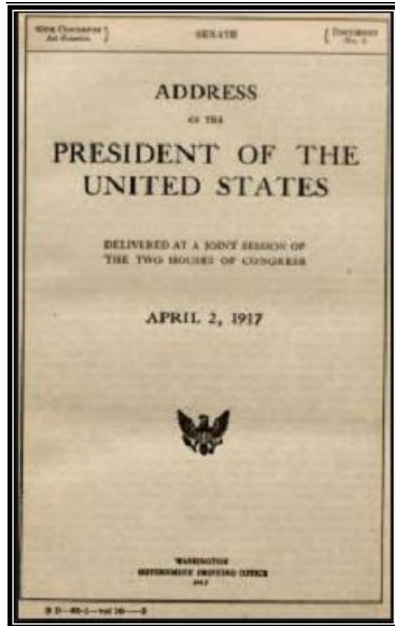 SENATE
ADDRESS
OF THE
PRESIDENT OF THE
UNITED STATES
DELIVERED AT A JOINT SESSION OF
THE TWO HOUSES OF CONGRESS
APRIL 2, 1917
WASHINGTON
GOVERNMENT PRINTING OFFICE
1917